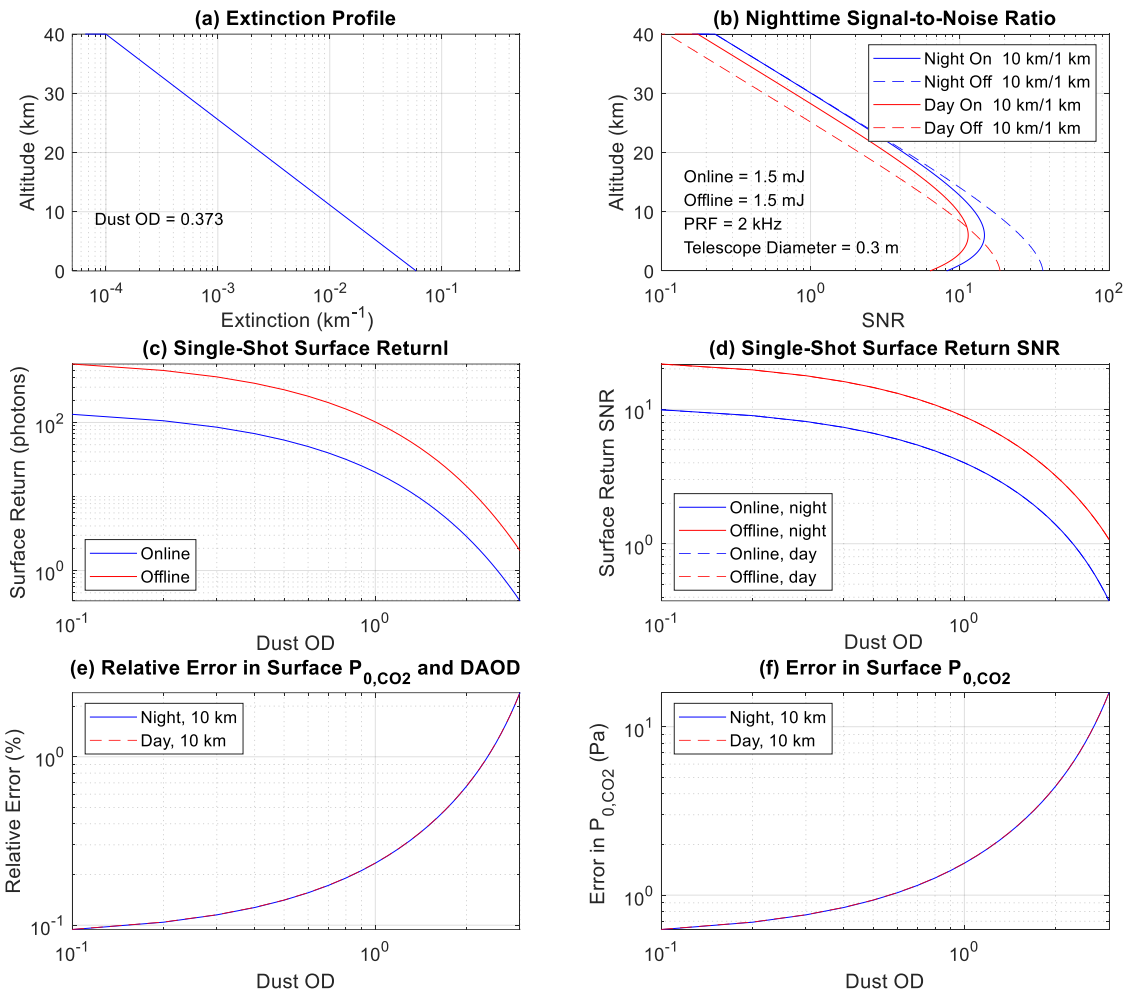 (a) Extinction Profile
40
30
20
10
0
Altitude (km)
Dust OD = 0.373
10^-4
10^-3
10^-2
10^-1
Extinction (km^-1)
(b) Nighttime Signal-to-Noise Ratio
40
30
20
10
0
Altitude (km)
Night On 10 km/1 km
Night Off 10 km/1 km
Day On 10 km/1 km
Day Off 10 km/1 km
Online = 1.5 mJ
Offline = 1.5 mJ
PRF = 2 kHz
Telescope Diameter = 0.3 m
10^-1
10^0
10^1
10^2
SNR
(c) Single-Shot Surface Returnl
10^2
10^0
Surface Return (photons)
Online
Offline
10^-1
10^0
Dust OD
(d) Single-Shot Surface Return SNR
10^1
10^0
Surface Return SNR
Online, night
Offline, night
Online, day
Offline, day
10^-1
10^0
Dust OD
(e) Relative Error in Surface P_0,CO2 and DAOD
10^0
10^-1
Relative Error (%)
Night, 10 km
Day, 10 km
10^-1
10^0
Dust OD
(f) Error in Surface P_0,CO2
10^1
10^0
Error in P_0,CO2 (Pa)
Night, 10 km
Day, 10 km
10^-1
10^0
Dust OD